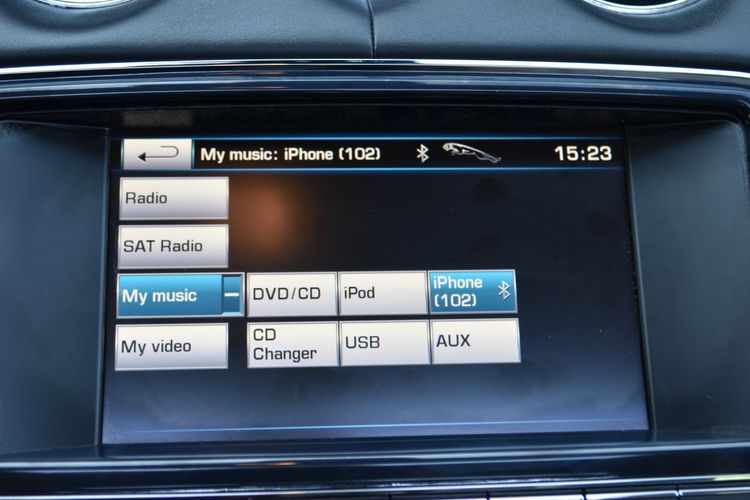 My music: iPhone (102)
15:23
Radio
SAT Radio
My music
DVD/CD
iPod
iPhone
(102)
My video
CD
Changer
USB
AUX